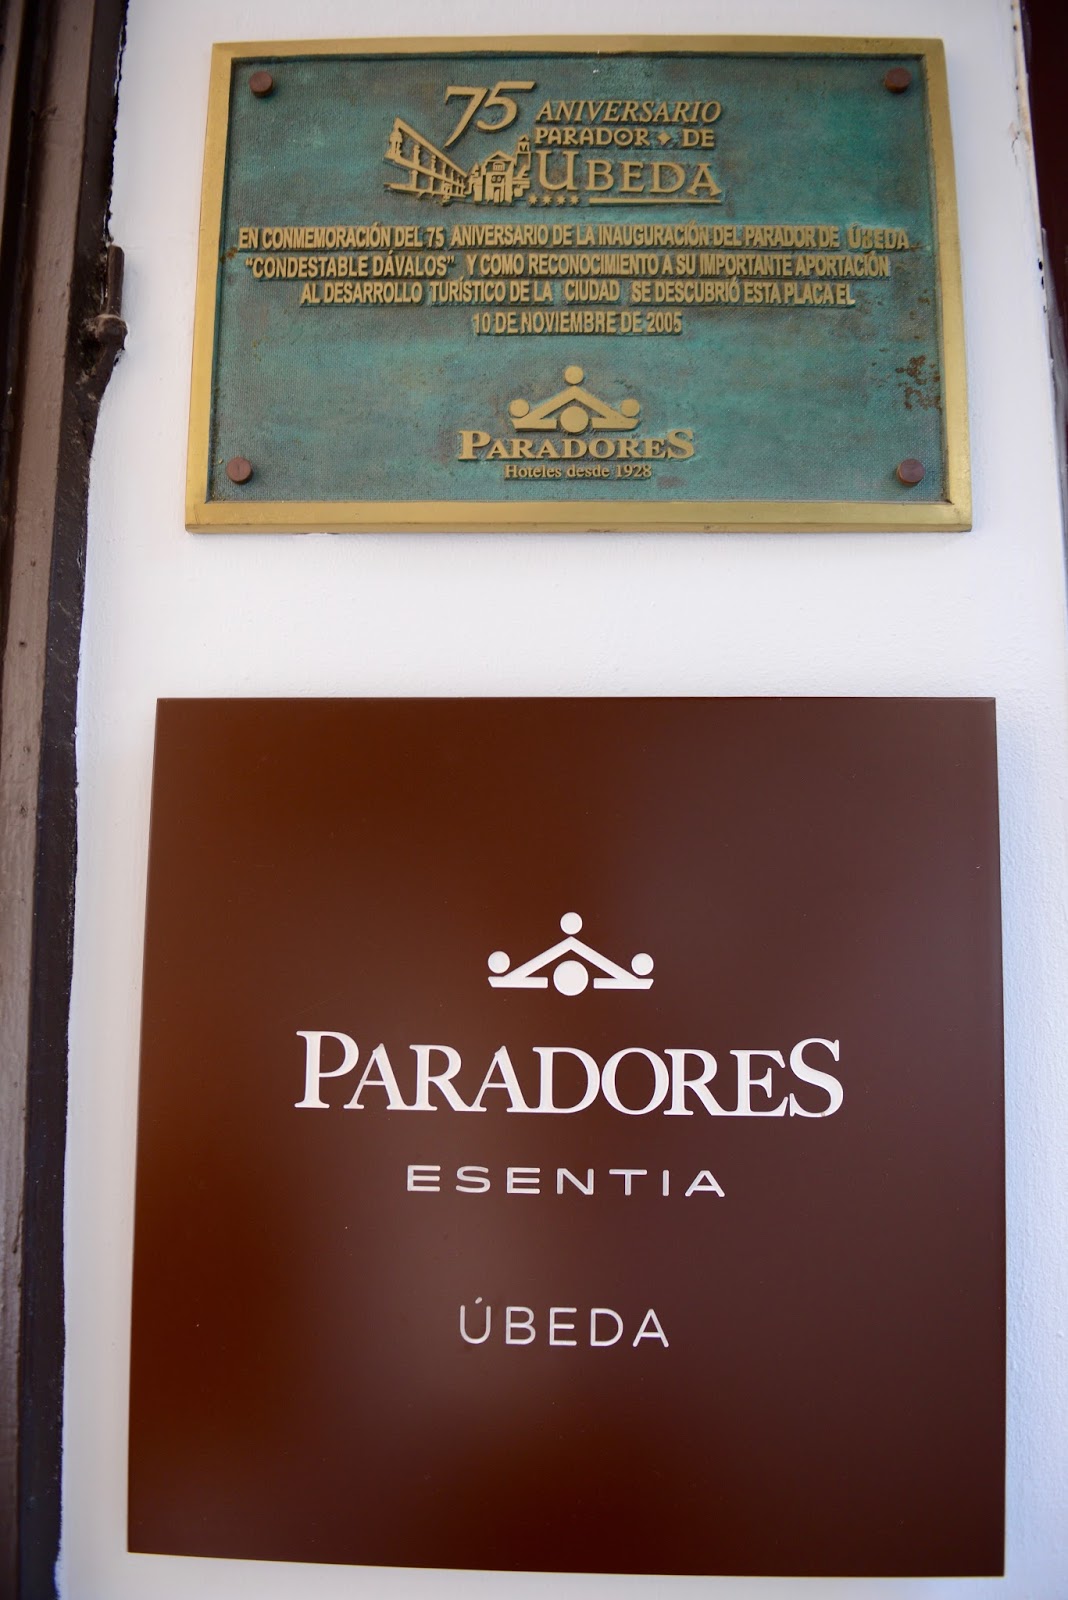 75 ANIVERSARIO
PARADOR DE
UBEDA
EN CONMEMORACIÓN DEL 75 ANIVERSARIO DE LA INAUGURACIÓN DEL PARADOR DE ÚBEDA
"CONDESTABLE DÁVALOS" Y COMO RECONOCIMIENTO A SU IMPORTANTE APORTACIÓN
AL DESARROLLO TURÍSTICO DE LA CIUDAD SE DESCUBRIÓ ESTA PLACA EL
10 DE NOVIEMBRE DE 2005
PARADORES
Hoteles desde 1928
PARADORES
ESENTIA
ÚBEDA